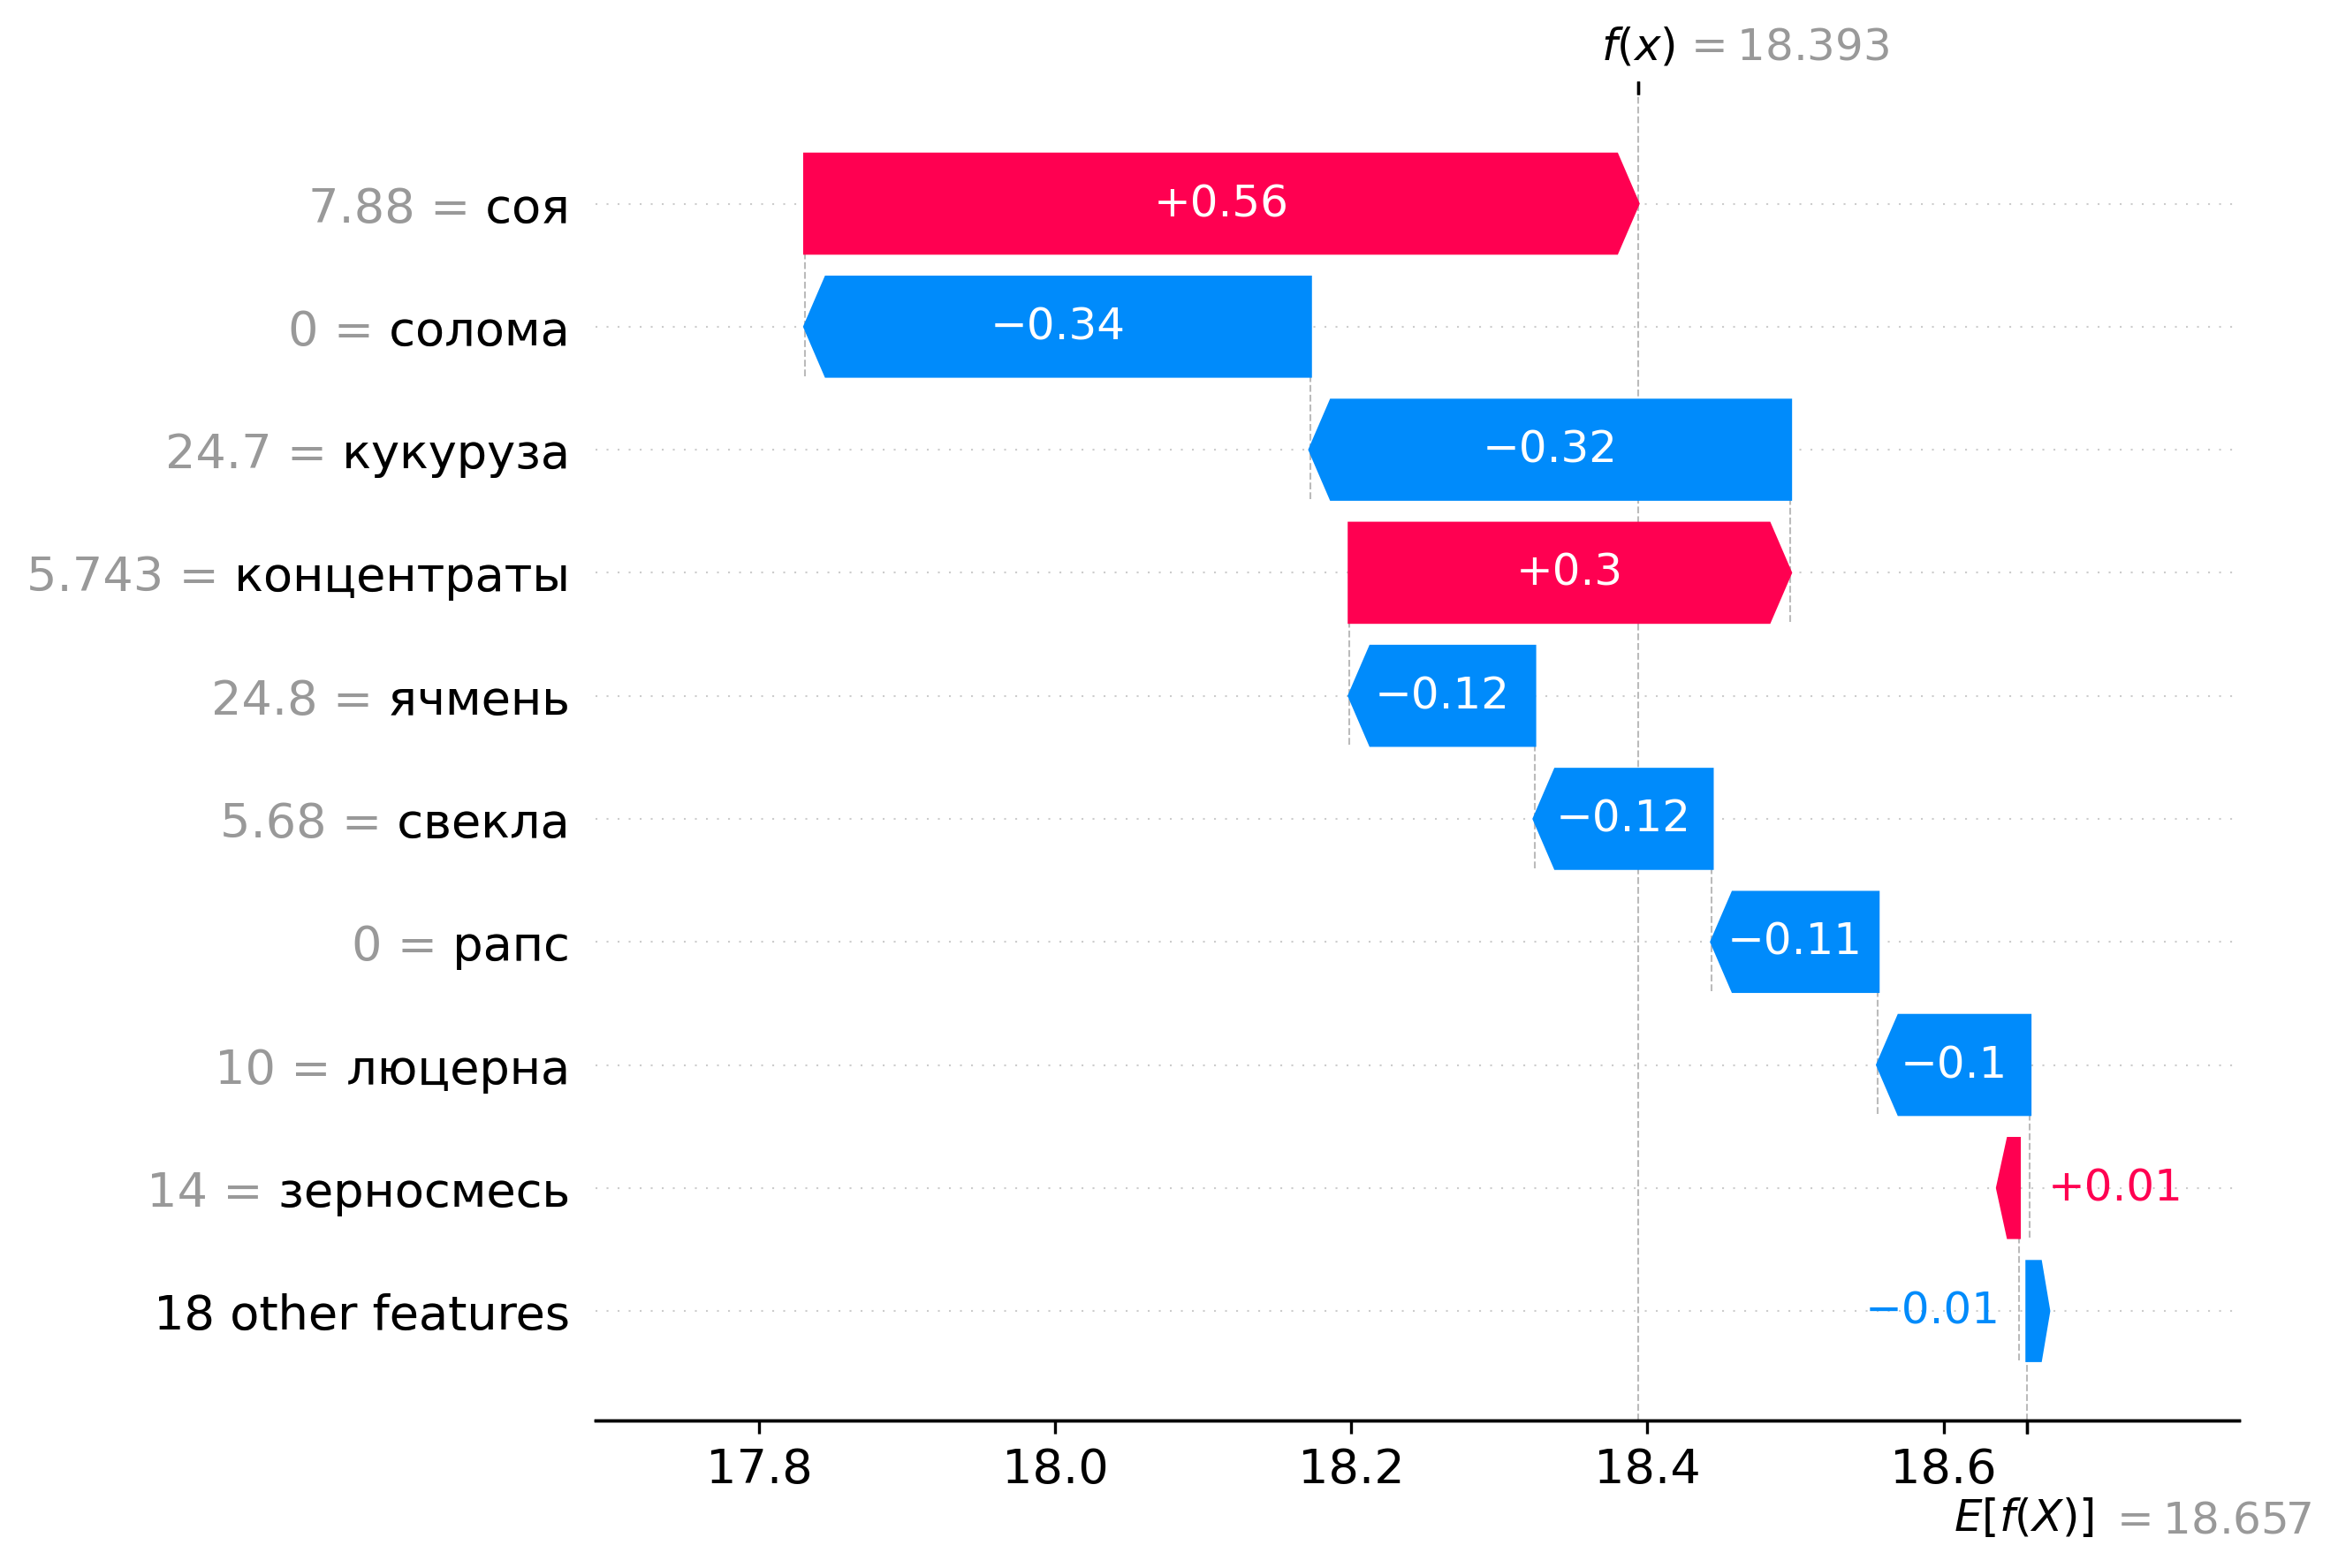 f(x) = 18.393
7.88 = соя
+0.56
0 = солома
−0.34
24.7 = кукуруза
−0.32
5.743 = концентраты
+0.3
24.8 = ячмень
−0.12
5.68 = свекла
−0.12
0 = рапс
−0.11
10 = люцерна
−0.1
14 = зерносмесь
+0.01
18 other features
−0.01
17.8 18.0 18.2 18.4 18.6
E[f(X)] = 18.657